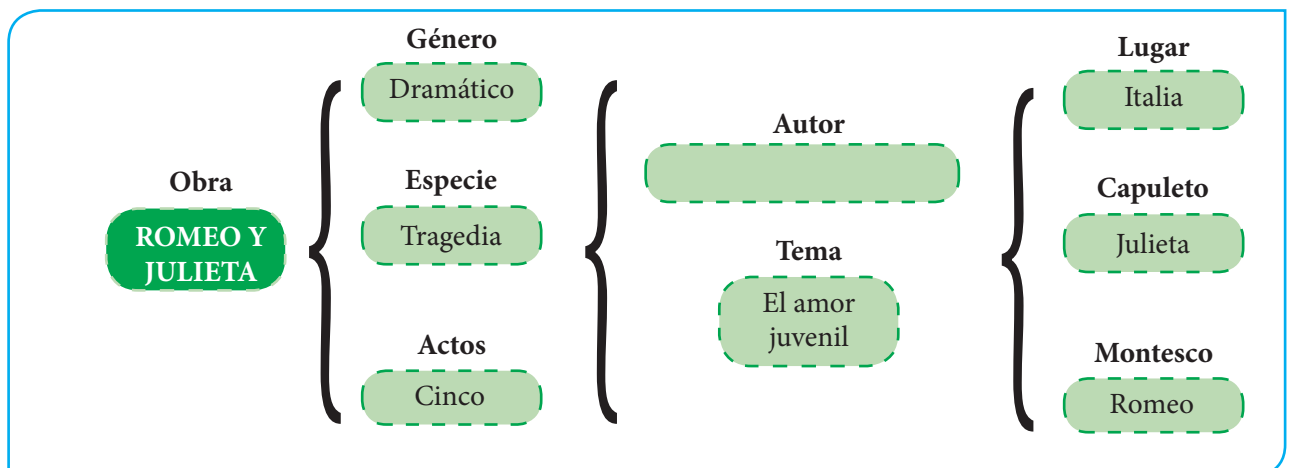 Obra
ROMEO Y
JULIETA
Género
Dramático
Especie
Tragedia
Actos
Cinco
Autor
Tema
El amor
juvenil
Lugar
Italia
Capuleto
Julieta
Montesco
Romeo